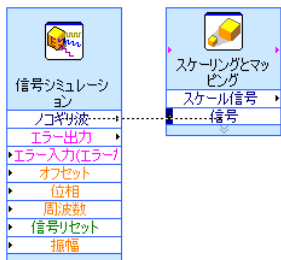 信号シミュレーシ
ョン
ノコギリ波
エラー出力
エラー入力(エラーﾅ
オフセット
位相
周波数
信号リセット
振幅
スケーリングとマッ
ピング
スケール信号
信号